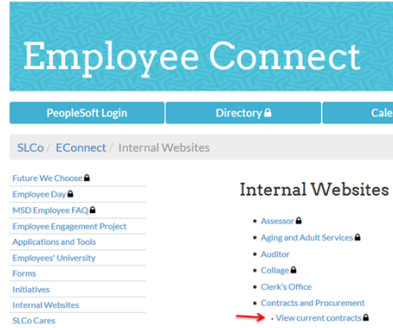 Employee Connect
PeopleSoft Login
Directory
Cale
SLCo / EConnect / Internal Websites
Future We Choose
Employee Day
MSD Employee FAQ
Employee Engagement Project
Applications and Tools
Employees' University
Forms
Initiatives
Internal Websites
SLCo Cares
Internal Websites
• Assessor
• Aging and Adult Services
• Auditor
• Collage
• Clerk's Office
• Contracts and Procurement
• View current contracts